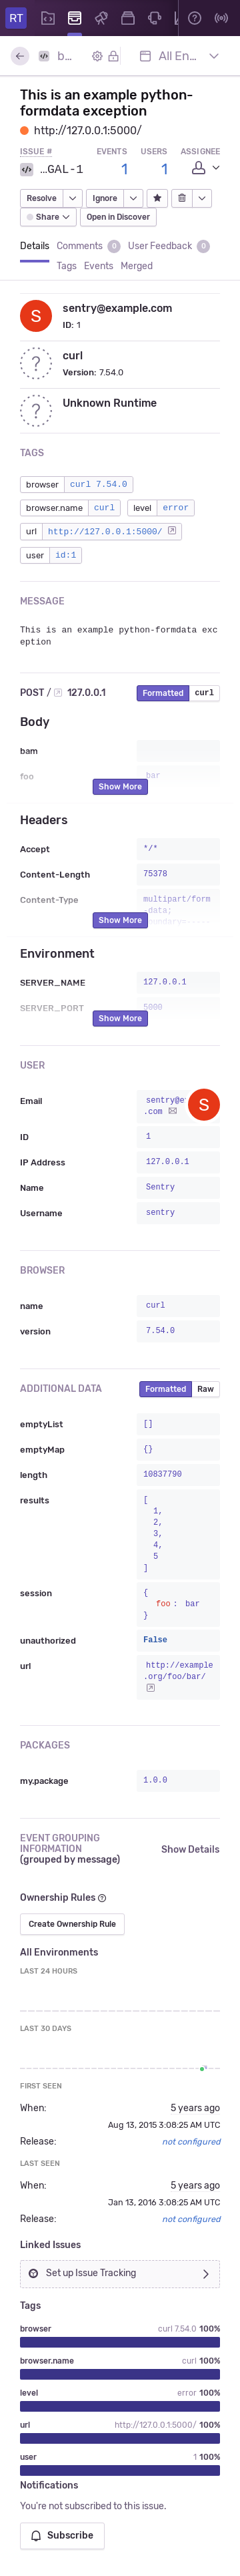 RT
b...
All En...
This is an example python-
formdata exception
http://127.0.0.1:5000/
ISSUE # EVENTS USERS ASSIGNEE
...GAL-1 1 1
Resolve Ignore
Share Open in Discover
Details Comments 0 User Feedback 0
Tags Events Merged
S sentry@example.com
ID: 1
? curl
Version: 7.54.0
? Unknown Runtime
TAGS
browser curl 7.54.0
browser.name curl level error
url http://127.0.0.1:5000/
user id:1
MESSAGE
This is an example python-formdata exc
eption
POST / 127.0.0.1 Formatted curl
Body
bam
foo bar
Show More
Headers
Accept */*
Content-Length 75378
Content-Type multipart/form
-data;
Show More
Environment
SERVER_NAME 127.0.0.1
SERVER_PORT 5000
Show More
USER
Email sentry@e S
.com
ID 1
IP Address 127.0.0.1
Name Sentry
Username sentry
BROWSER
name curl
version 7.54.0
ADDITIONAL DATA Formatted Raw
emptyList []
emptyMap {}
length 10837790
results [
1,
2,
3,
4,
5
]
session {
foo: bar
}
unauthorized False
url http://example
.org/foo/bar/
PACKAGES
my.package 1.0.0
EVENT GROUPING
INFORMATION Show Details
(grouped by message)
Ownership Rules ?
Create Ownership Rule
All Environments
LAST 24 HOURS
LAST 30 DAYS
FIRST SEEN
When: 5 years ago
Aug 13, 2015 3:08:25 AM UTC
Release: not configured
LAST SEEN
When: 5 years ago
Jan 13, 2016 3:08:25 AM UTC
Release: not configured
Linked Issues
Set up Issue Tracking
Tags
browser curl 7.54.0 100%
browser.name curl 100%
level error 100%
url http://127.0.0.1:5000/ 100%
user 1 100%
Notifications
You're not subscribed to this issue.
Subscribe